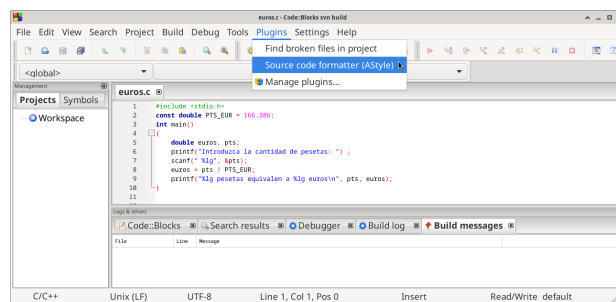 euros.c - Code::Blocks svn build
File Edit View Search Project Build Debug Tools Plugins Settings Help
Find broken files in project
Source code formatter (AStyle)
Manage plugins...
<global>
Management
Projects Symbols
Workspace
euros.c
1 #include <stdio.h>
2 const double PTS_EUR = 166.386;
3 int main()
4 {
5 double euros, pts;
6 printf("Introduzca la cantidad de pesetas: ") ;
7 scanf(" %lg", &pts);
8 euros = pts / PTS_EUR;
9 printf("%lg pesetas equivalen a %lg euros\n", pts, euros);
10 }
11
Logs & others
Code::Blocks Search results Debugger Build log Build messages
File Line Message
C/C++ Unix (LF) UTF-8 Line 1, Col 1, Pos 0 Insert Read/Write default